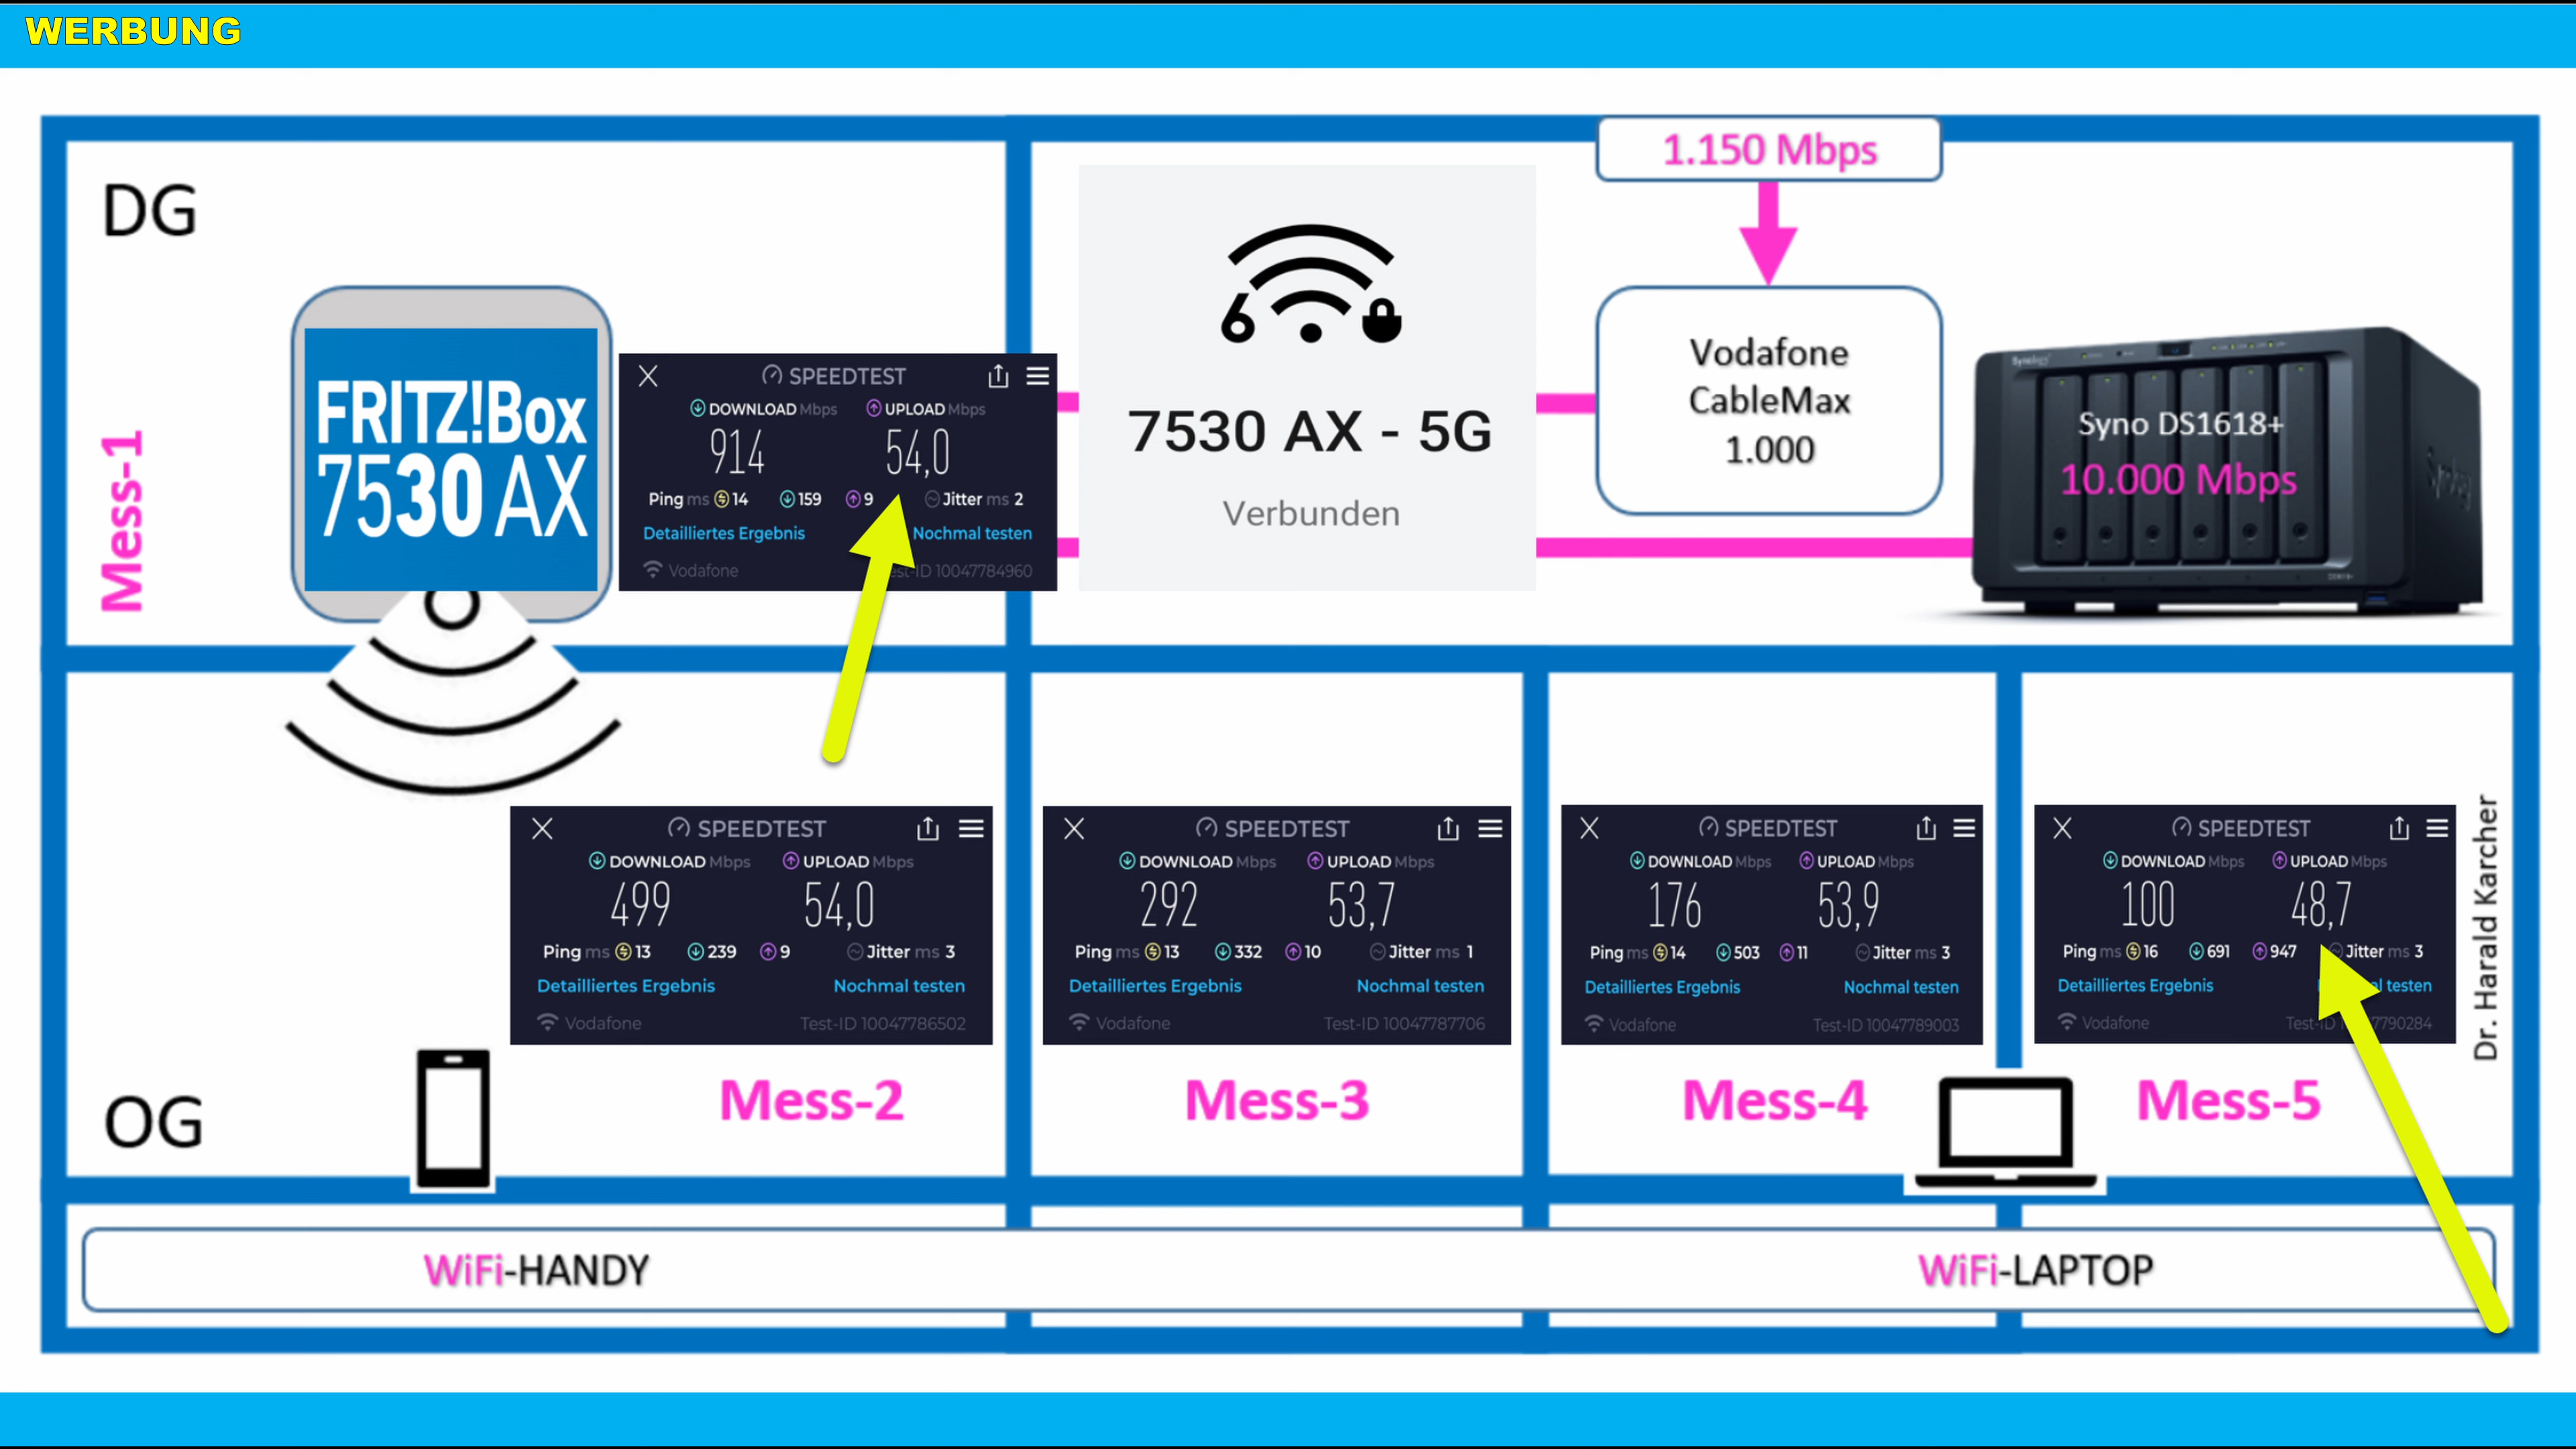 WERBUNG
1.150 Mbps
DG
FRITZ!Box
7530 AX
Mess-1
SPEEDTEST
DOWNLOAD Mbps UPLOAD Mbps
914 54,0
Ping ms 14 159 9 Jitter ms 2
Detailliertes Ergebnis Nochmal testen
Vodafone Test-ID 10047784960
6
7530 AX - 5G
Verbunden
Vodafone
CableMax
1.000
Synology
Syno DS1618+
10.000 Mbps
SPEEDTEST
DOWNLOAD Mbps UPLOAD Mbps
499 54,0
Ping ms 13 239 9 Jitter ms 3
Detailliertes Ergebnis Nochmal testen
Vodafone Test-ID 10047786502
Mess-2
SPEEDTEST
DOWNLOAD Mbps UPLOAD Mbps
292 53,7
Ping ms 13 332 10 Jitter ms 1
Detailliertes Ergebnis Nochmal testen
Vodafone Test-ID 10047787706
Mess-3
SPEEDTEST
DOWNLOAD Mbps UPLOAD Mbps
176 53,9
Ping ms 14 503 11 Jitter ms 3
Detailliertes Ergebnis Nochmal testen
Vodafone Test-ID 10047789003
Mess-4
SPEEDTEST
DOWNLOAD Mbps UPLOAD Mbps
100 48,7
Ping ms 16 691 947 Jitter ms 3
Detailliertes Ergebnis testen
Vodafone Test-ID
Mess-5
Dr. Harald Karcher
OG
WiFi-HANDY
WiFi-LAPTOP